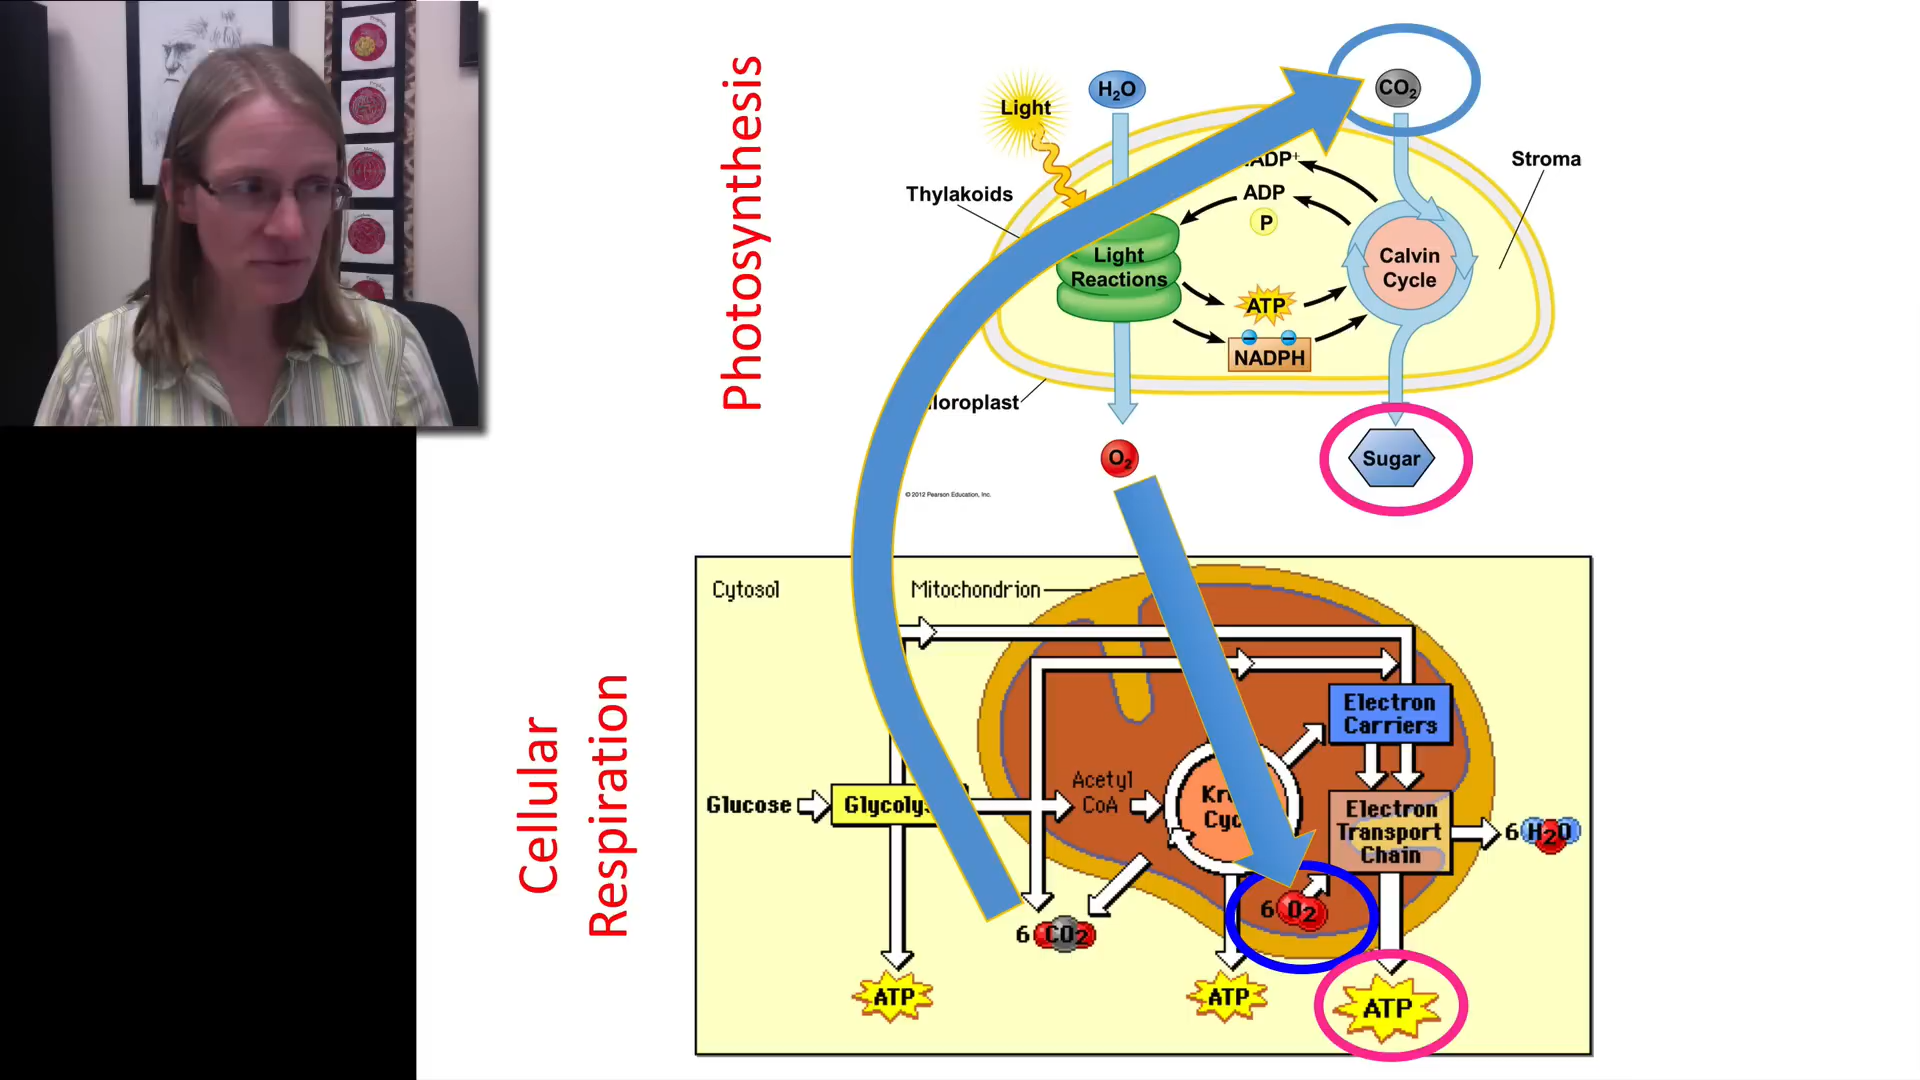 Photosynthesis
Light
H₂O
CO₂
Stroma
Thylakoids
ADP⁺
ADP
P
Light
Reactions
Calvin
Cycle
ATP
NADPH
loroplast
O₂
Sugar
© 2012 Pearson Education, Inc.
Cellular
Respiration
Cytosol
Mitochondrion
Electron
Carriers
Glucose
Glycolys
Acetyl
CoA
Kr
Cyc
Electron
Transport
Chain
6 H₂O
6 O₂
6 CO₂
ATP
ATP
ATP